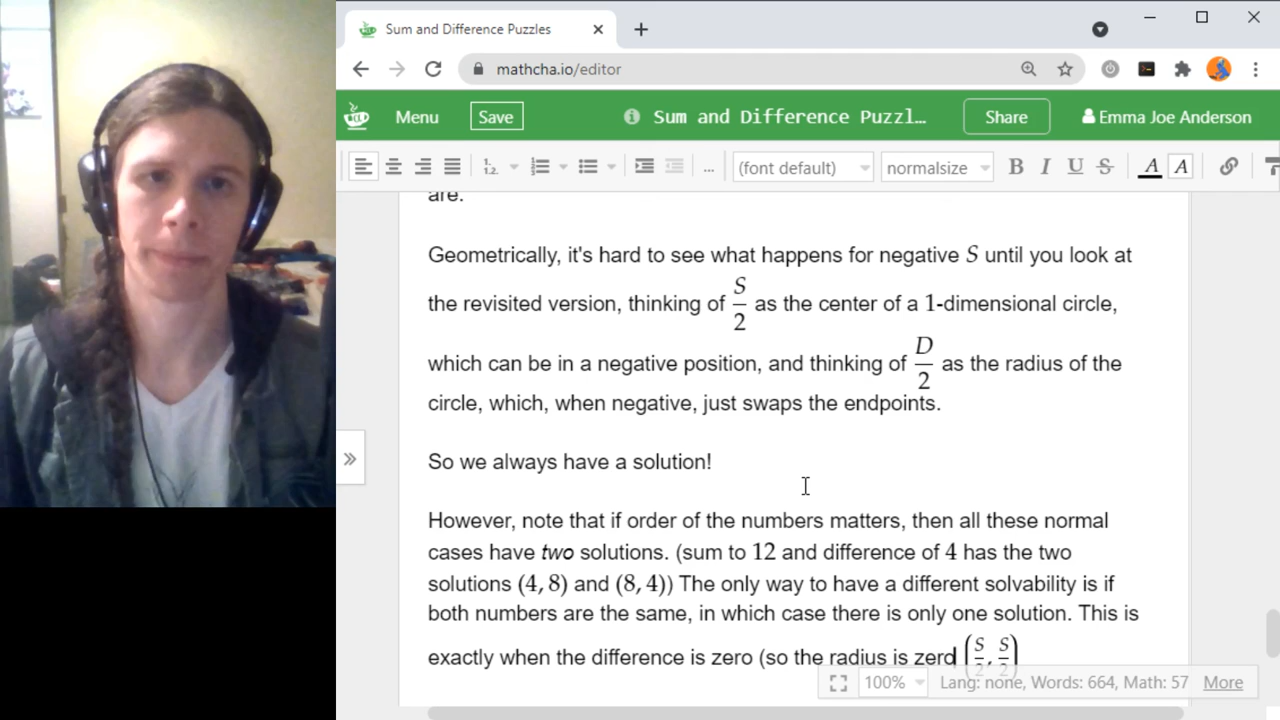 Sum and Difference Puzzles
mathcha.io/editor
Menu
Save
Sum and Difference Puzzl...
Share
Emma Joe Anderson
(font default)
normalsize
B I U S A A
are.
Geometrically, it's hard to see what happens for negative S until you look at
the revisited version, thinking of S/2 as the center of a 1-dimensional circle,
which can be in a negative position, and thinking of D/2 as the radius of the
circle, which, when negative, just swaps the endpoints.
So we always have a solution!
However, note that if order of the numbers matters, then all these normal
cases have two solutions. (sum to 12 and difference of 4 has the two
solutions (4, 8) and (8, 4)) The only way to have a different solvability is if
both numbers are the same, in which case there is only one solution. This is
exactly when the difference is zero (so the radius is zero (S/2, S/2)
100%
Lang: none, Words: 664, Math: 57
More